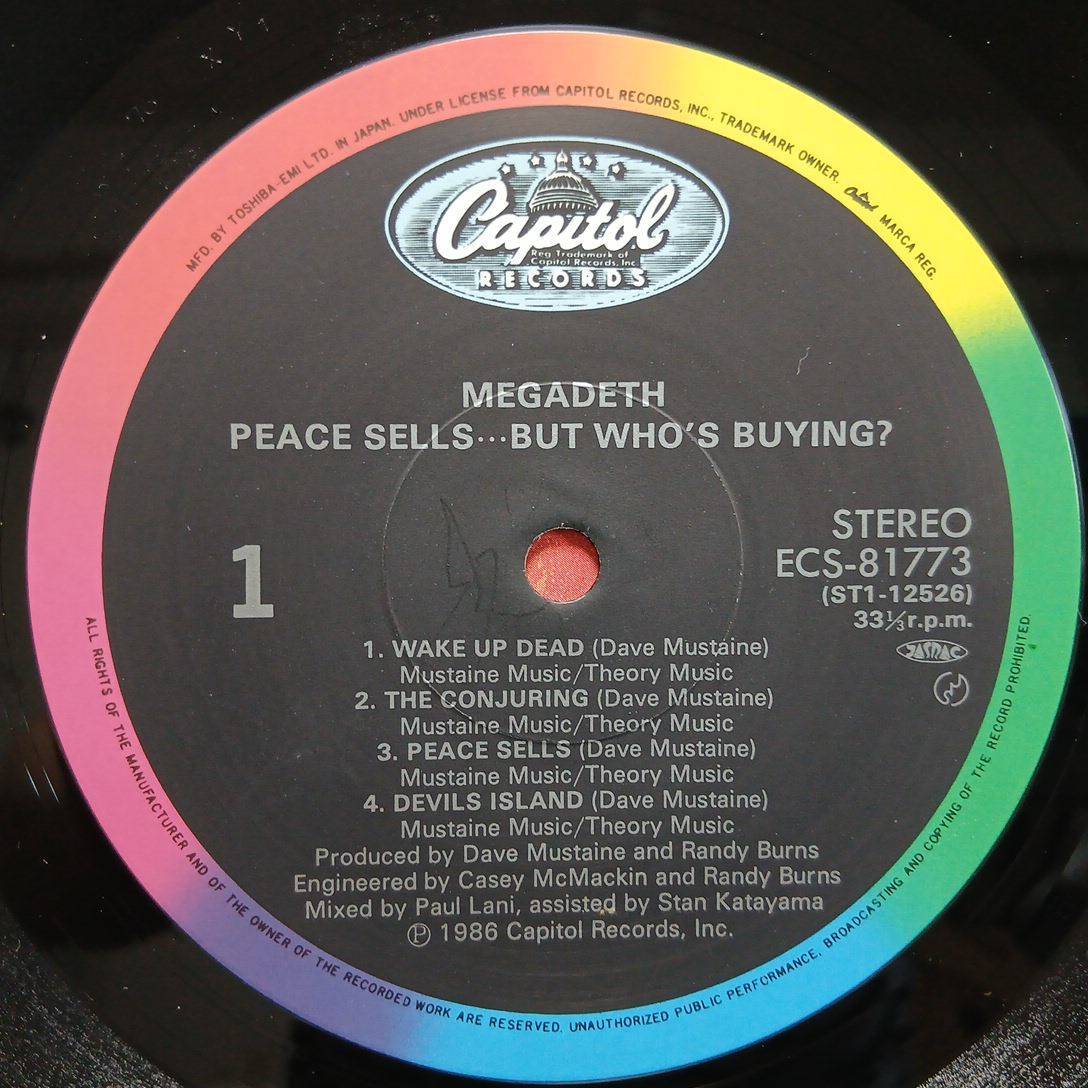 MFD. BY TOSHIBA-EMI LTD. IN JAPAN. UNDER LICENSE FROM CAPITOL RECORDS, INC., TRADEMARK OWNER. Capitol MARCA REG.
Capitol
Reg Trademark of
Capitol Records, Inc
RECORDS
MEGADETH
PEACE SELLS···BUT WHO'S BUYING?
1
STEREO
ECS-81773
(ST1-12526)
33⅓r.p.m.
JASRAC
1. WAKE UP DEAD (Dave Mustaine)
Mustaine Music/Theory Music
2. THE CONJURING (Dave Mustaine)
Mustaine Music/Theory Music
3. PEACE SELLS (Dave Mustaine)
Mustaine Music/Theory Music
4. DEVILS ISLAND (Dave Mustaine)
Mustaine Music/Theory Music
Produced by Dave Mustaine and Randy Burns
Engineered by Casey McMackin and Randy Burns
Mixed by Paul Lani, assisted by Stan Katayama
℗ 1986 Capitol Records, Inc.
ALL RIGHTS OF THE MANUFACTURER AND OF THE OWNER OF THE RECORDED WORK ARE RESERVED. UNAUTHORIZED PUBLIC PERFORMANCE, BROADCASTING AND COPYING OF THE RECORD PROHIBITED.